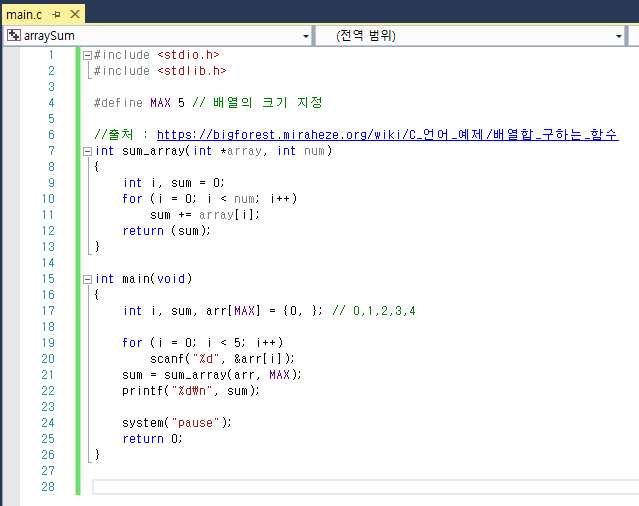 main.c
arraySum
(전역 범위)
1 #include <stdio.h>
2 #include <stdlib.h>
3
4 #define MAX 5 // 배열의 크기 지정
5
6 //출처 : https://bigforest.miraheze.org/wiki/C_언어_예제/배열합_구하는_함수
7 int sum_array(int *array, int num)
8 {
9     int i, sum = 0;
10     for (i = 0; i < num; i++)
11         sum += array[i];
12     return (sum);
13 }
14
15 int main(void)
16 {
17     int i, sum, arr[MAX] = {0, }; // 0,1,2,3,4
18
19     for (i = 0; i < 5; i++)
20         scanf("%d", &arr[i]);
21     sum = sum_array(arr, MAX);
22     printf("%d₩n", sum);
23
24     system("pause");
25     return 0;
26 }
27
28